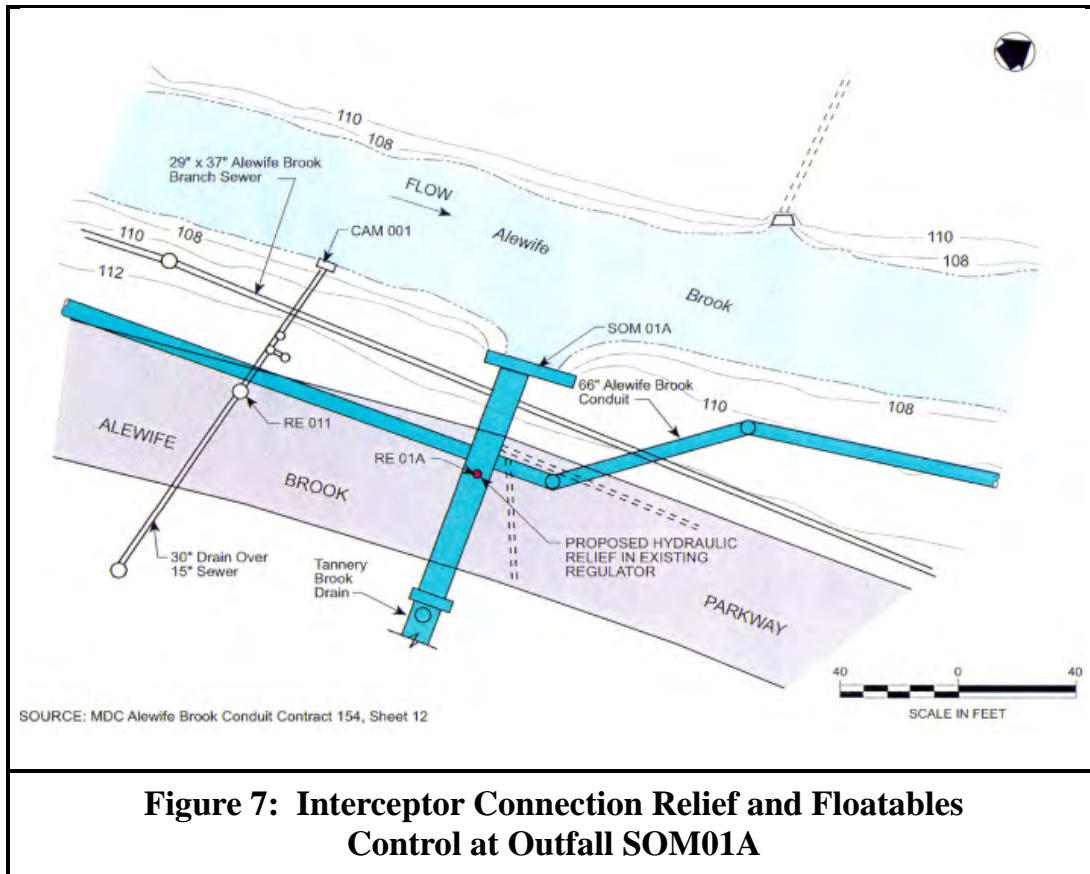 110
108
29" x 37" Alewife Brook
Branch Sewer
FLOW
Alewife
CAM 001
108
110
112
110
108
Brook
SOM 01A
66" Alewife Brook
Conduit
110
108
RE 011
ALEWIFE
RE 01A
BROOK
PROPOSED HYDRAULIC
RELIEF IN EXISTING
REGULATOR
30" Drain Over
15" Sewer
Tannery
Brook
Drain
PARKWAY
40
0
40
SCALE IN FEET
SOURCE: MDC Alewife Brook Conduit Contract 154, Sheet 12
Figure 7: Interceptor Connection Relief and Floatables
Control at Outfall SOM01A